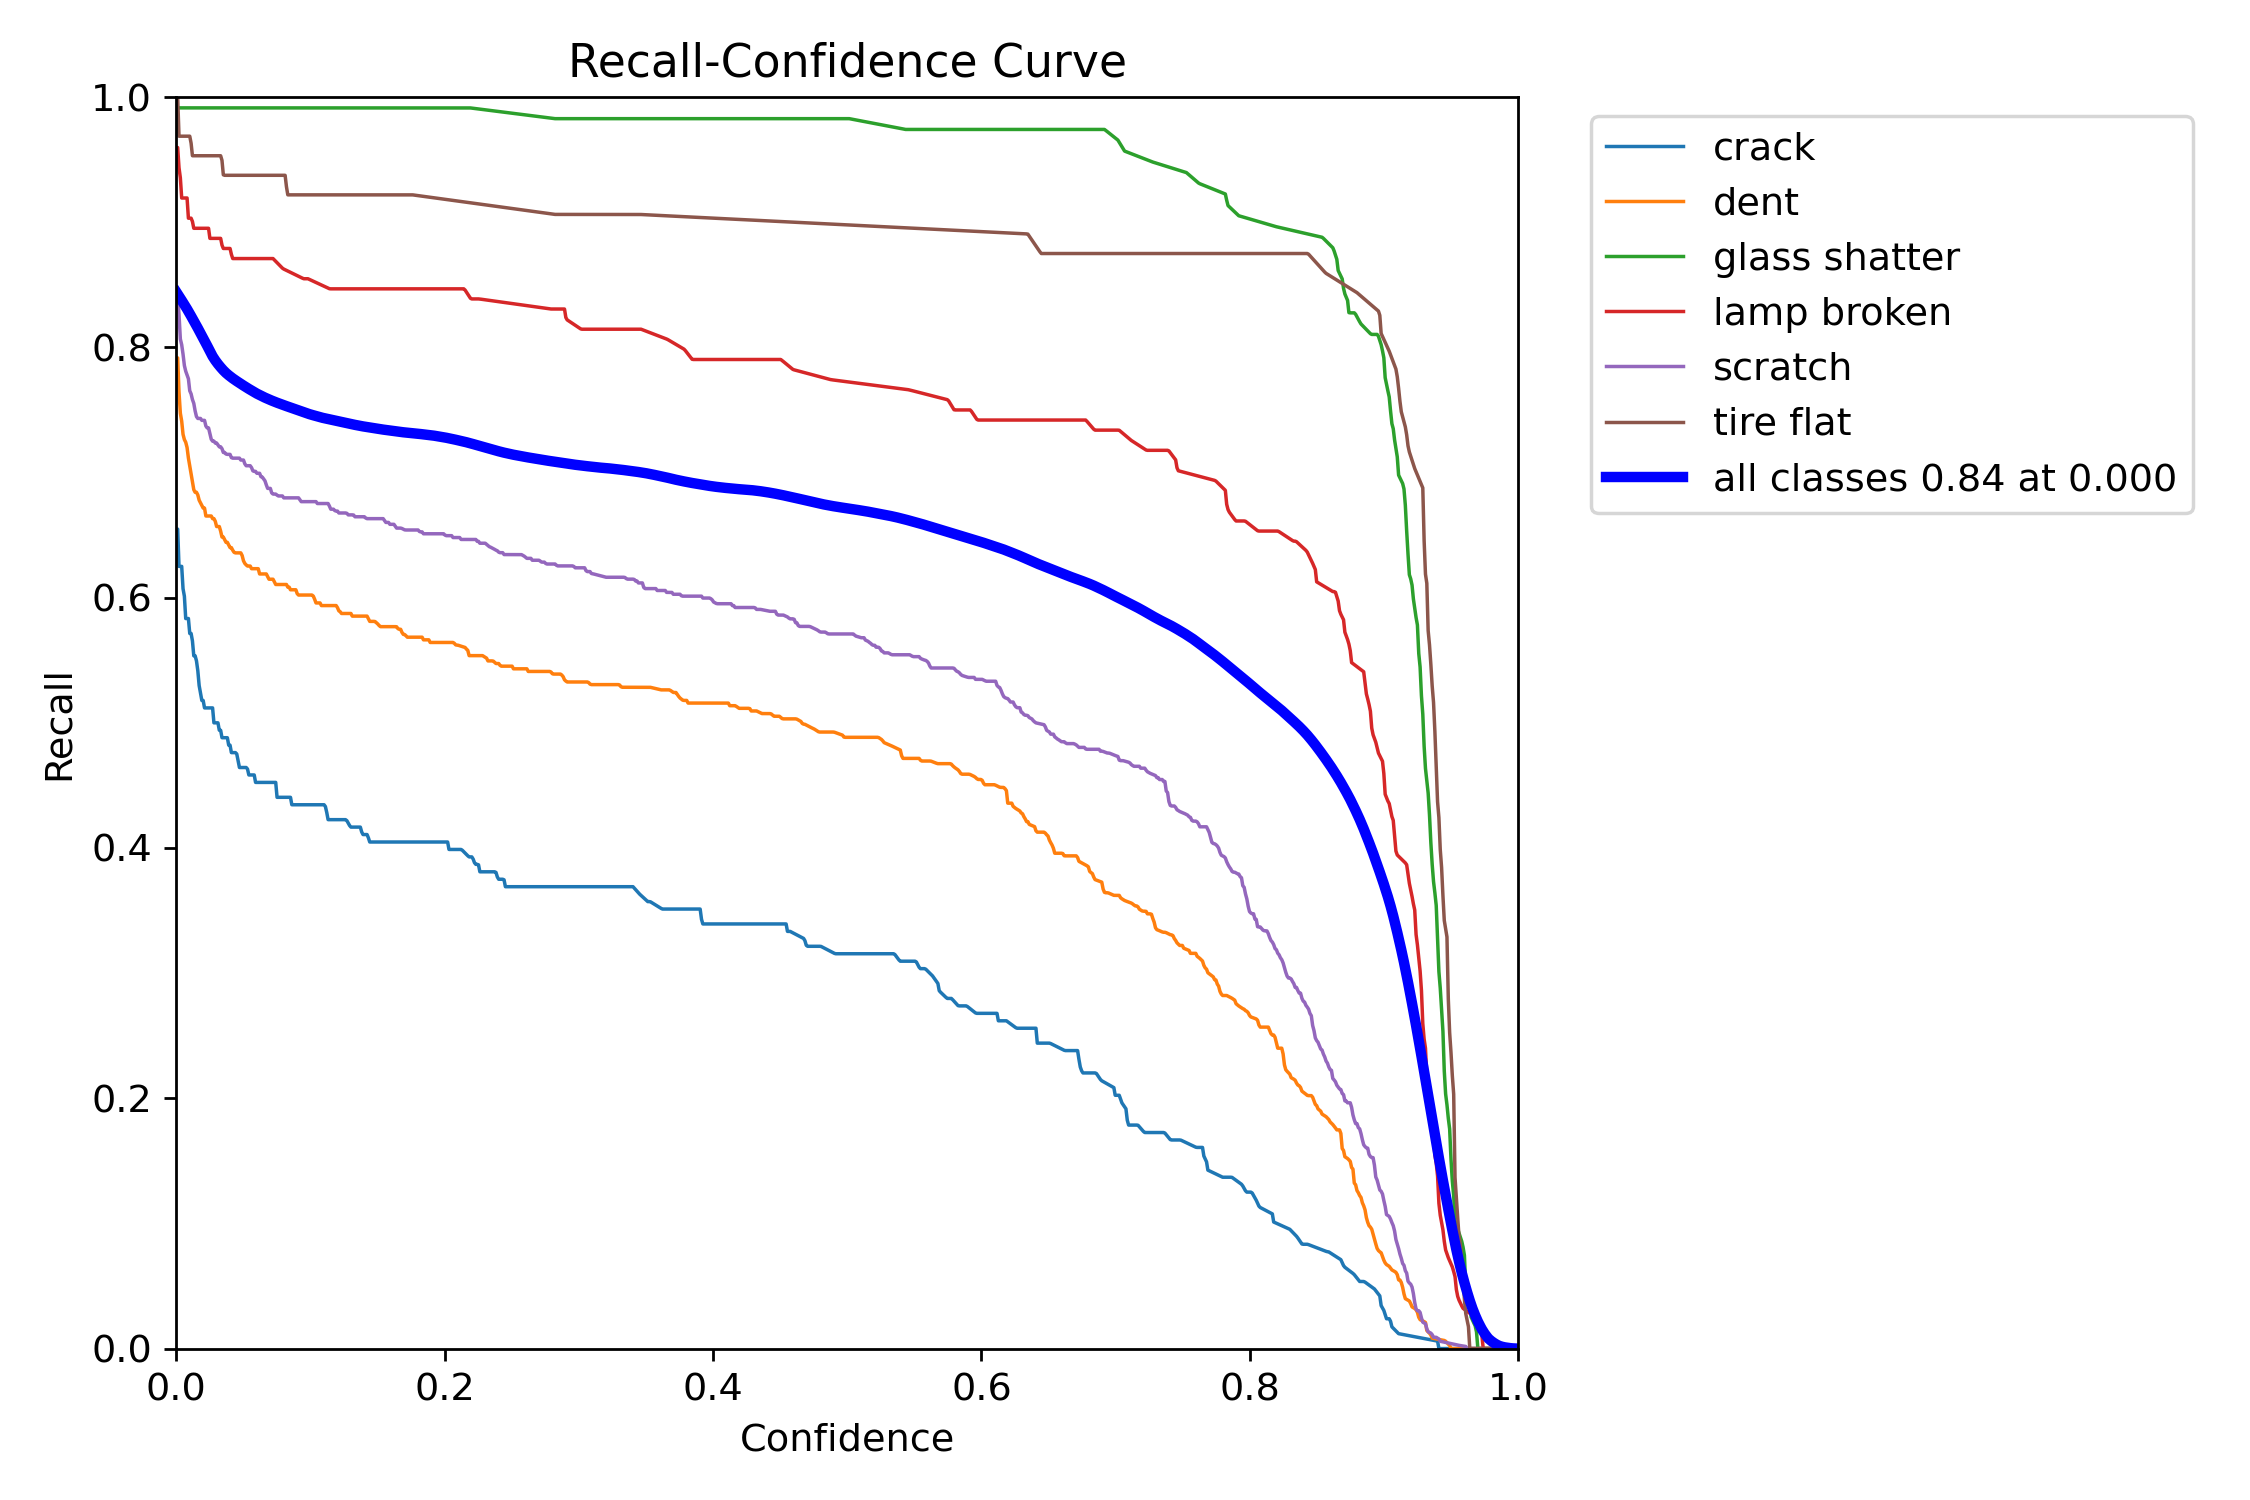 Recall-Confidence Curve
1.0
0.8
0.6
0.4
0.2
0.0
Recall
0.0 0.2 0.4 0.6 0.8 1.0
Confidence
crack
dent
glass shatter
lamp broken
scratch
tire flat
all classes 0.84 at 0.000